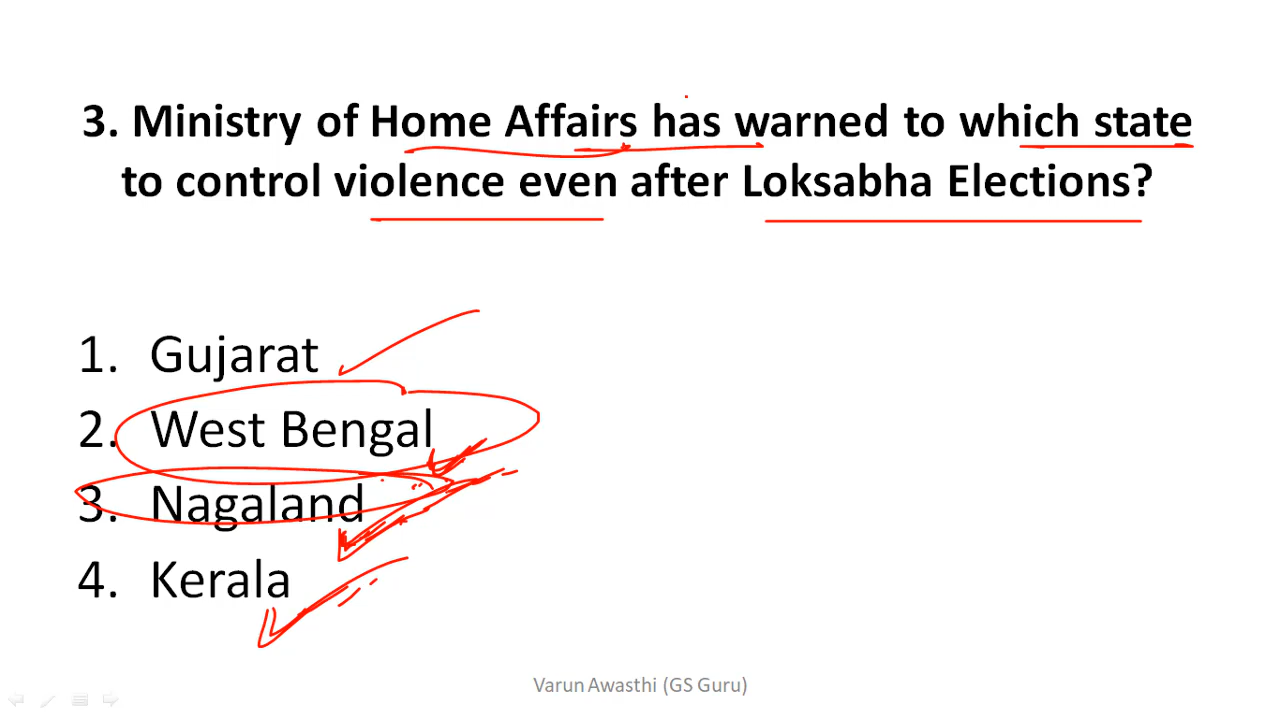 3. Ministry of Home Affairs has warned to which state
to control violence even after Loksabha Elections?
1. Gujarat
2. West Bengal
3. Nagaland
4. Kerala
Varun Awasthi (GS Guru)